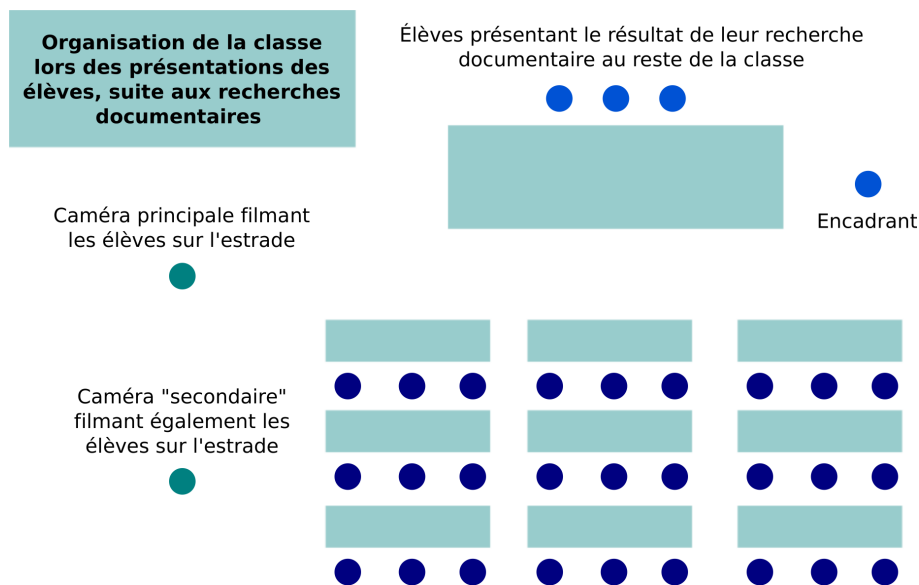 Organisation de la classe
lors des présentations des
élèves, suite aux recherches
documentaires
Élèves présentant le résultat de leur recherche
documentaire au reste de la classe
Encadrant
Caméra principale filmant
les élèves sur l'estrade
Caméra "secondaire"
filmant également les
élèves sur l'estrade